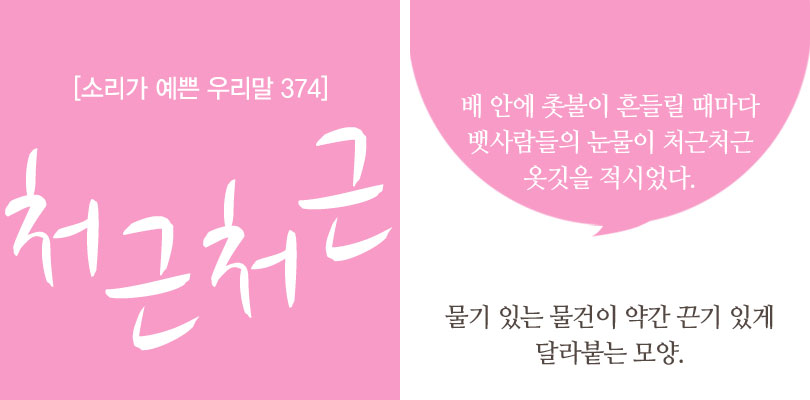 [소리가 예쁜 우리말 374]
처근처근
배 안에 촛불이 흔들릴 때마다
뱃사람들의 눈물이 처근처근
옷깃을 적시었다.
물기 있는 물건이 약간 끈기 있게
달라붙는 모양.